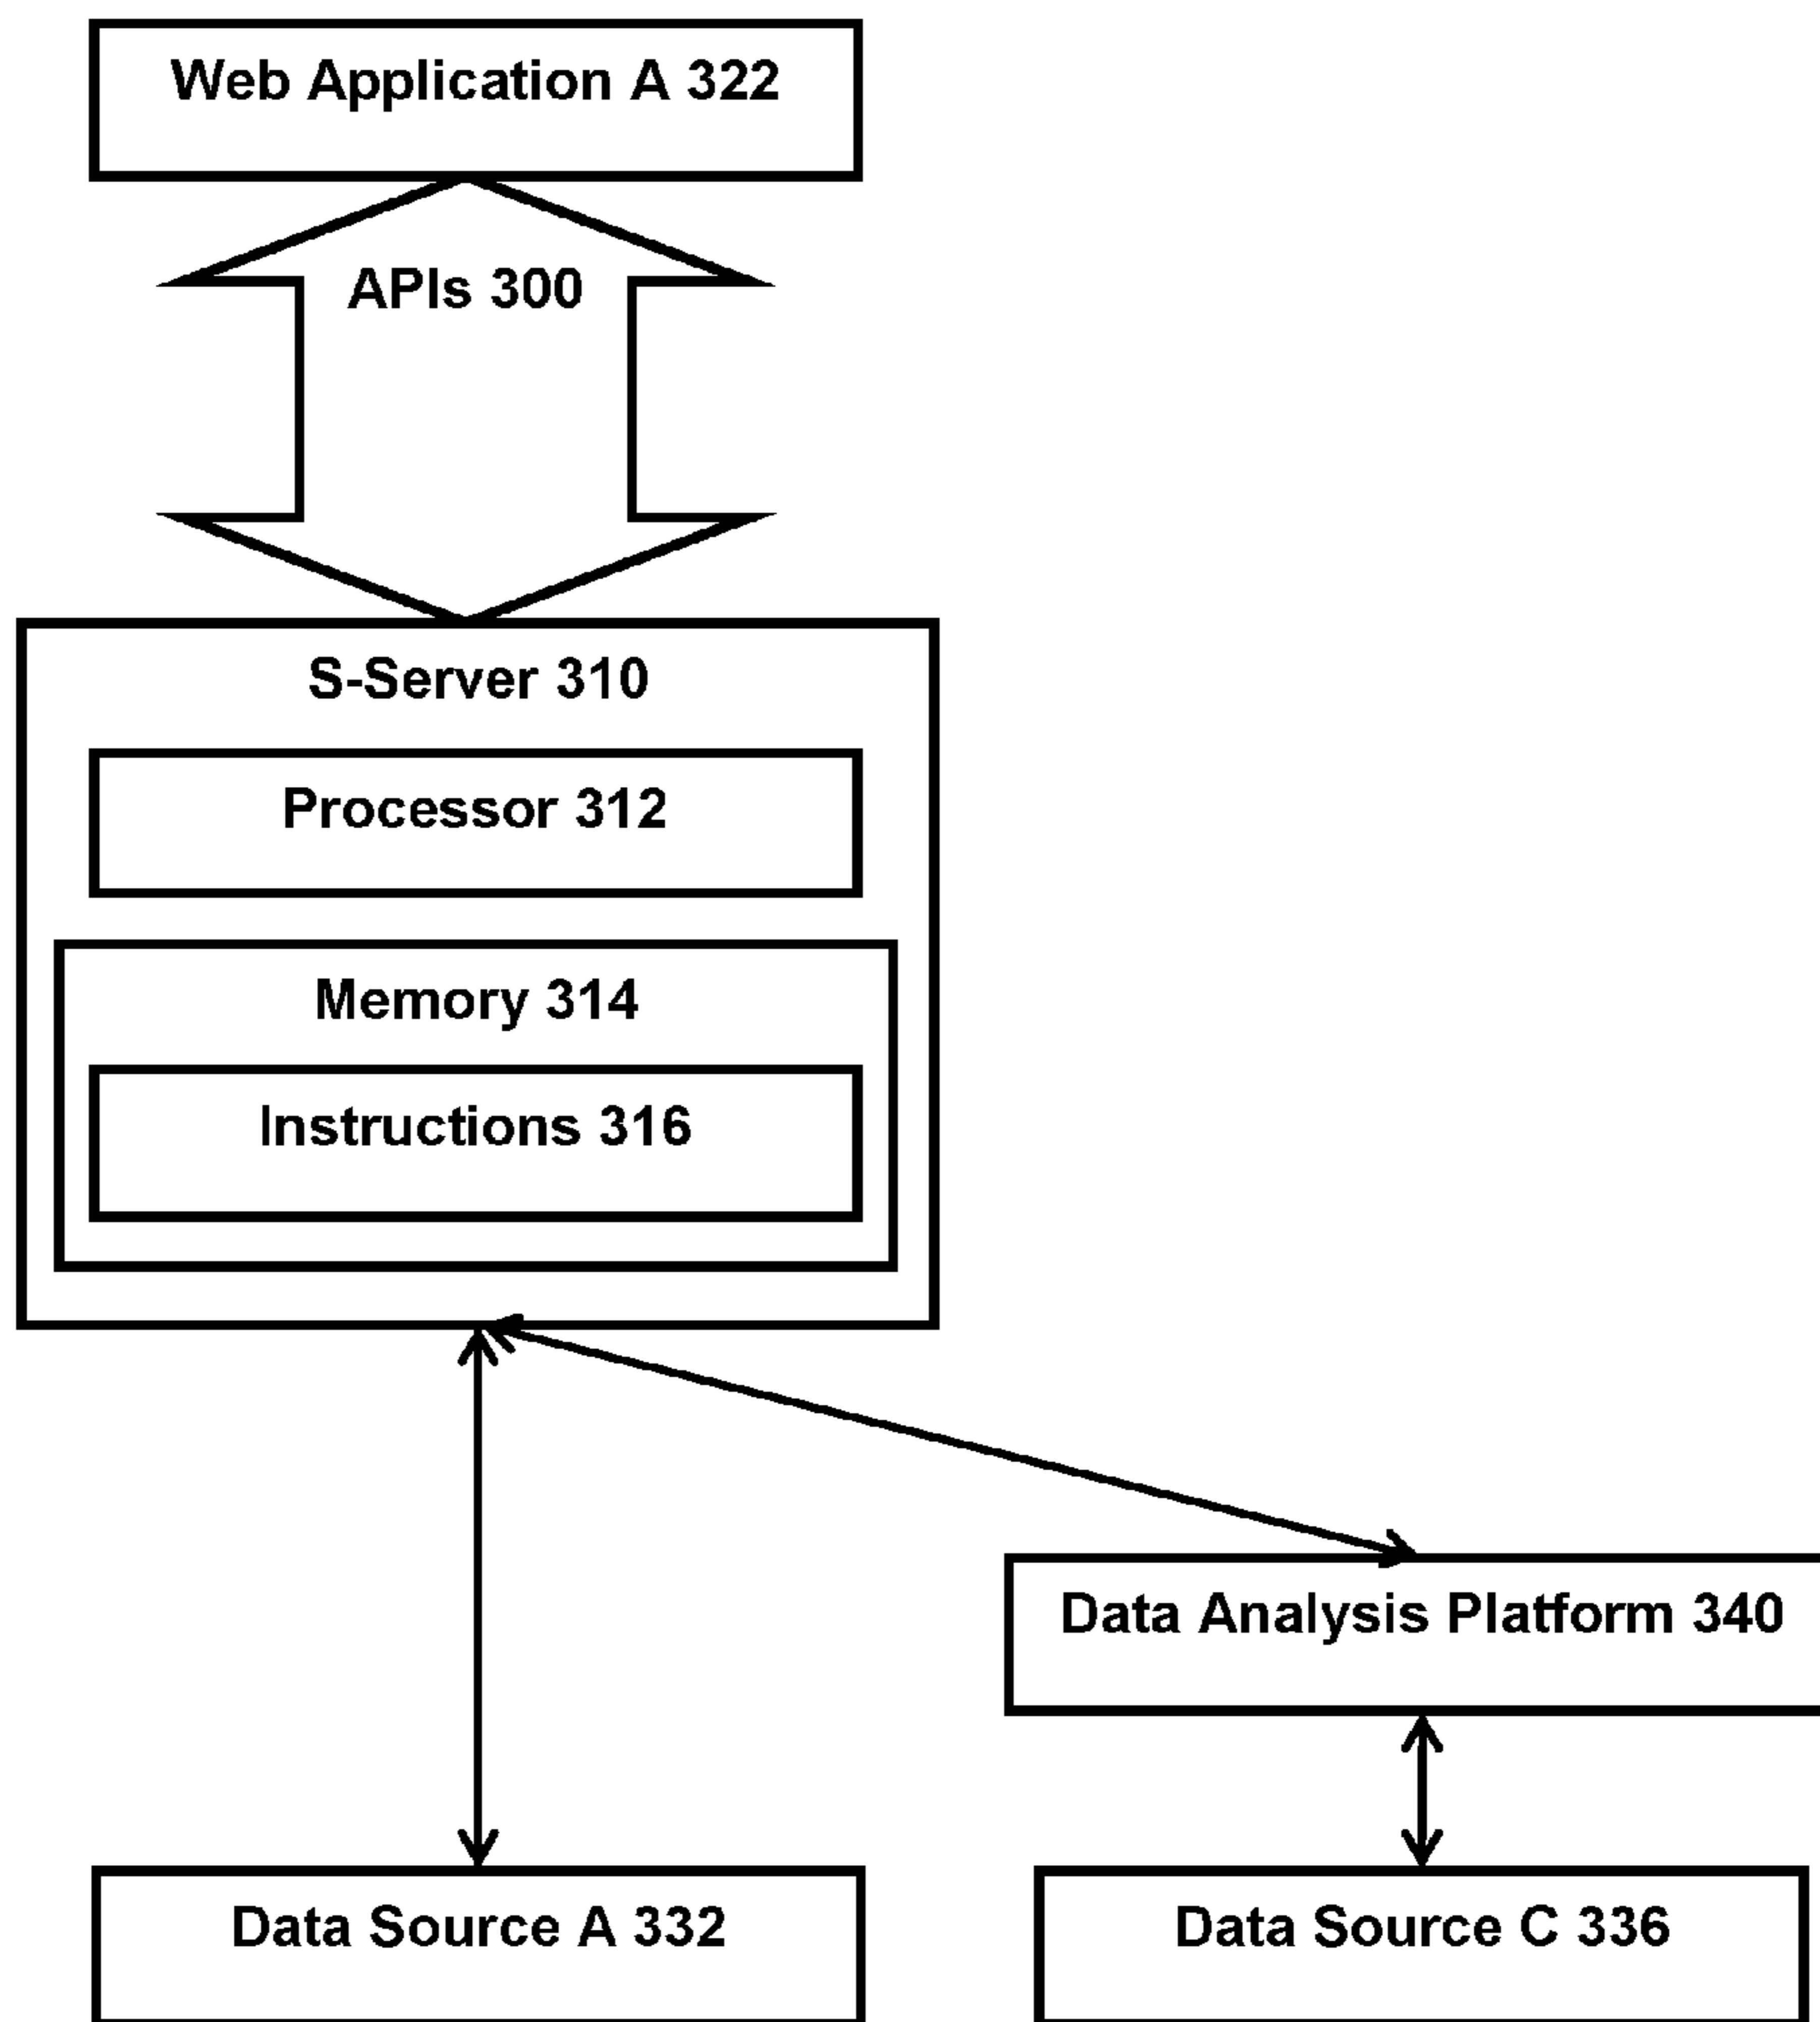 Web Application A 322
APIs 300
S-Server 310
Processor 312
Memory 314
Instructions 316
Data Analysis Platform 340
Data Source A 332
Data Source C 336